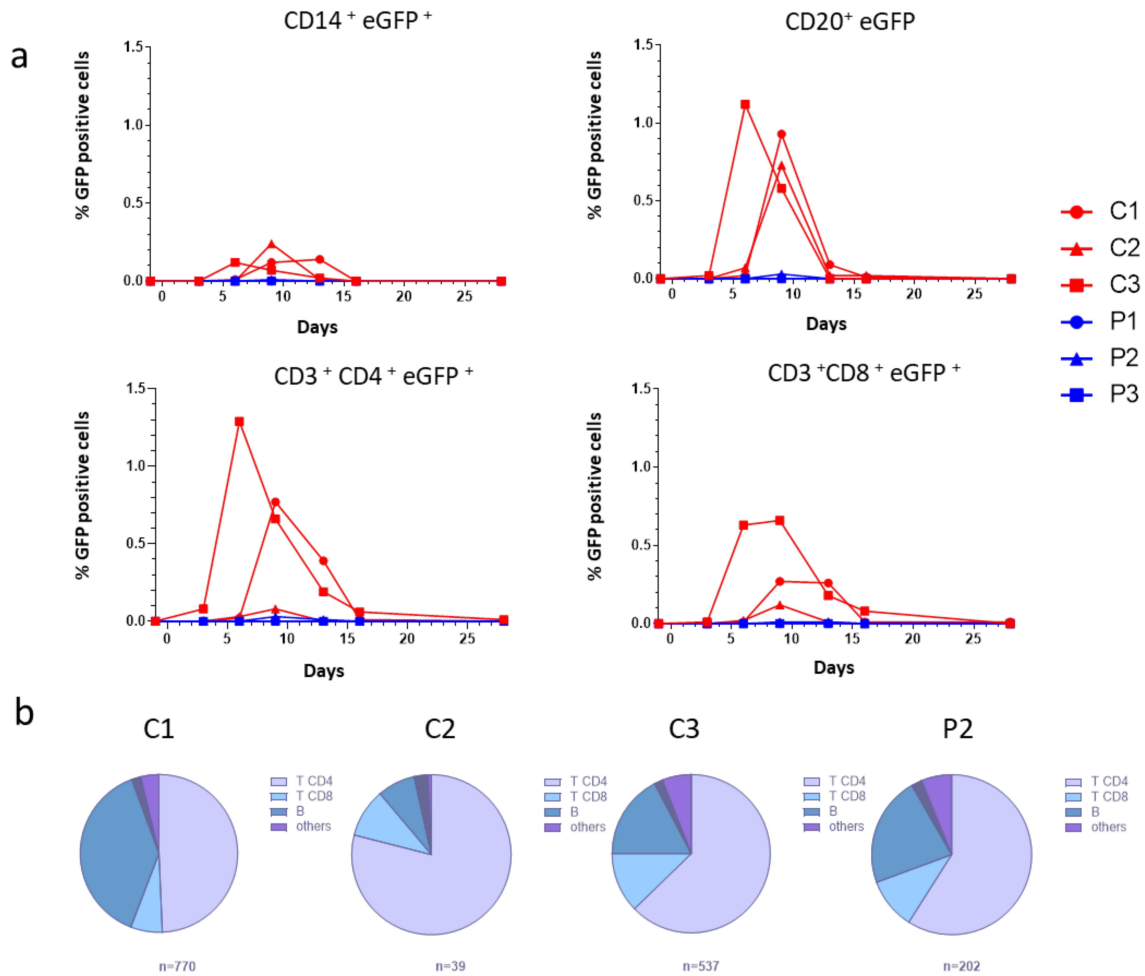 a
CD14 + eGFP +
CD20+ eGFP
% GFP positive cells
1.5
1.0
0.5
0.0
0 5 10 15 20 25
Days
% GFP positive cells
1.5
1.0
0.5
0.0
0 5 10 15 20 25
Days
C1
C2
C3
P1
P2
P3
CD3 + CD4 + eGFP +
CD3 +CD8 + eGFP +
% GFP positive cells
1.5
1.0
0.5
0.0
0 5 10 15 20 25
Days
% GFP positive cells
1.5
1.0
0.5
0.0
0 5 10 15 20 25
Days
b
C1
T CD4
T CD8
B
others
n=770
C2
T CD4
T CD8
B
others
n=39
C3
T CD4
T CD8
B
others
n=537
P2
T CD4
T CD8
B
others
n=202